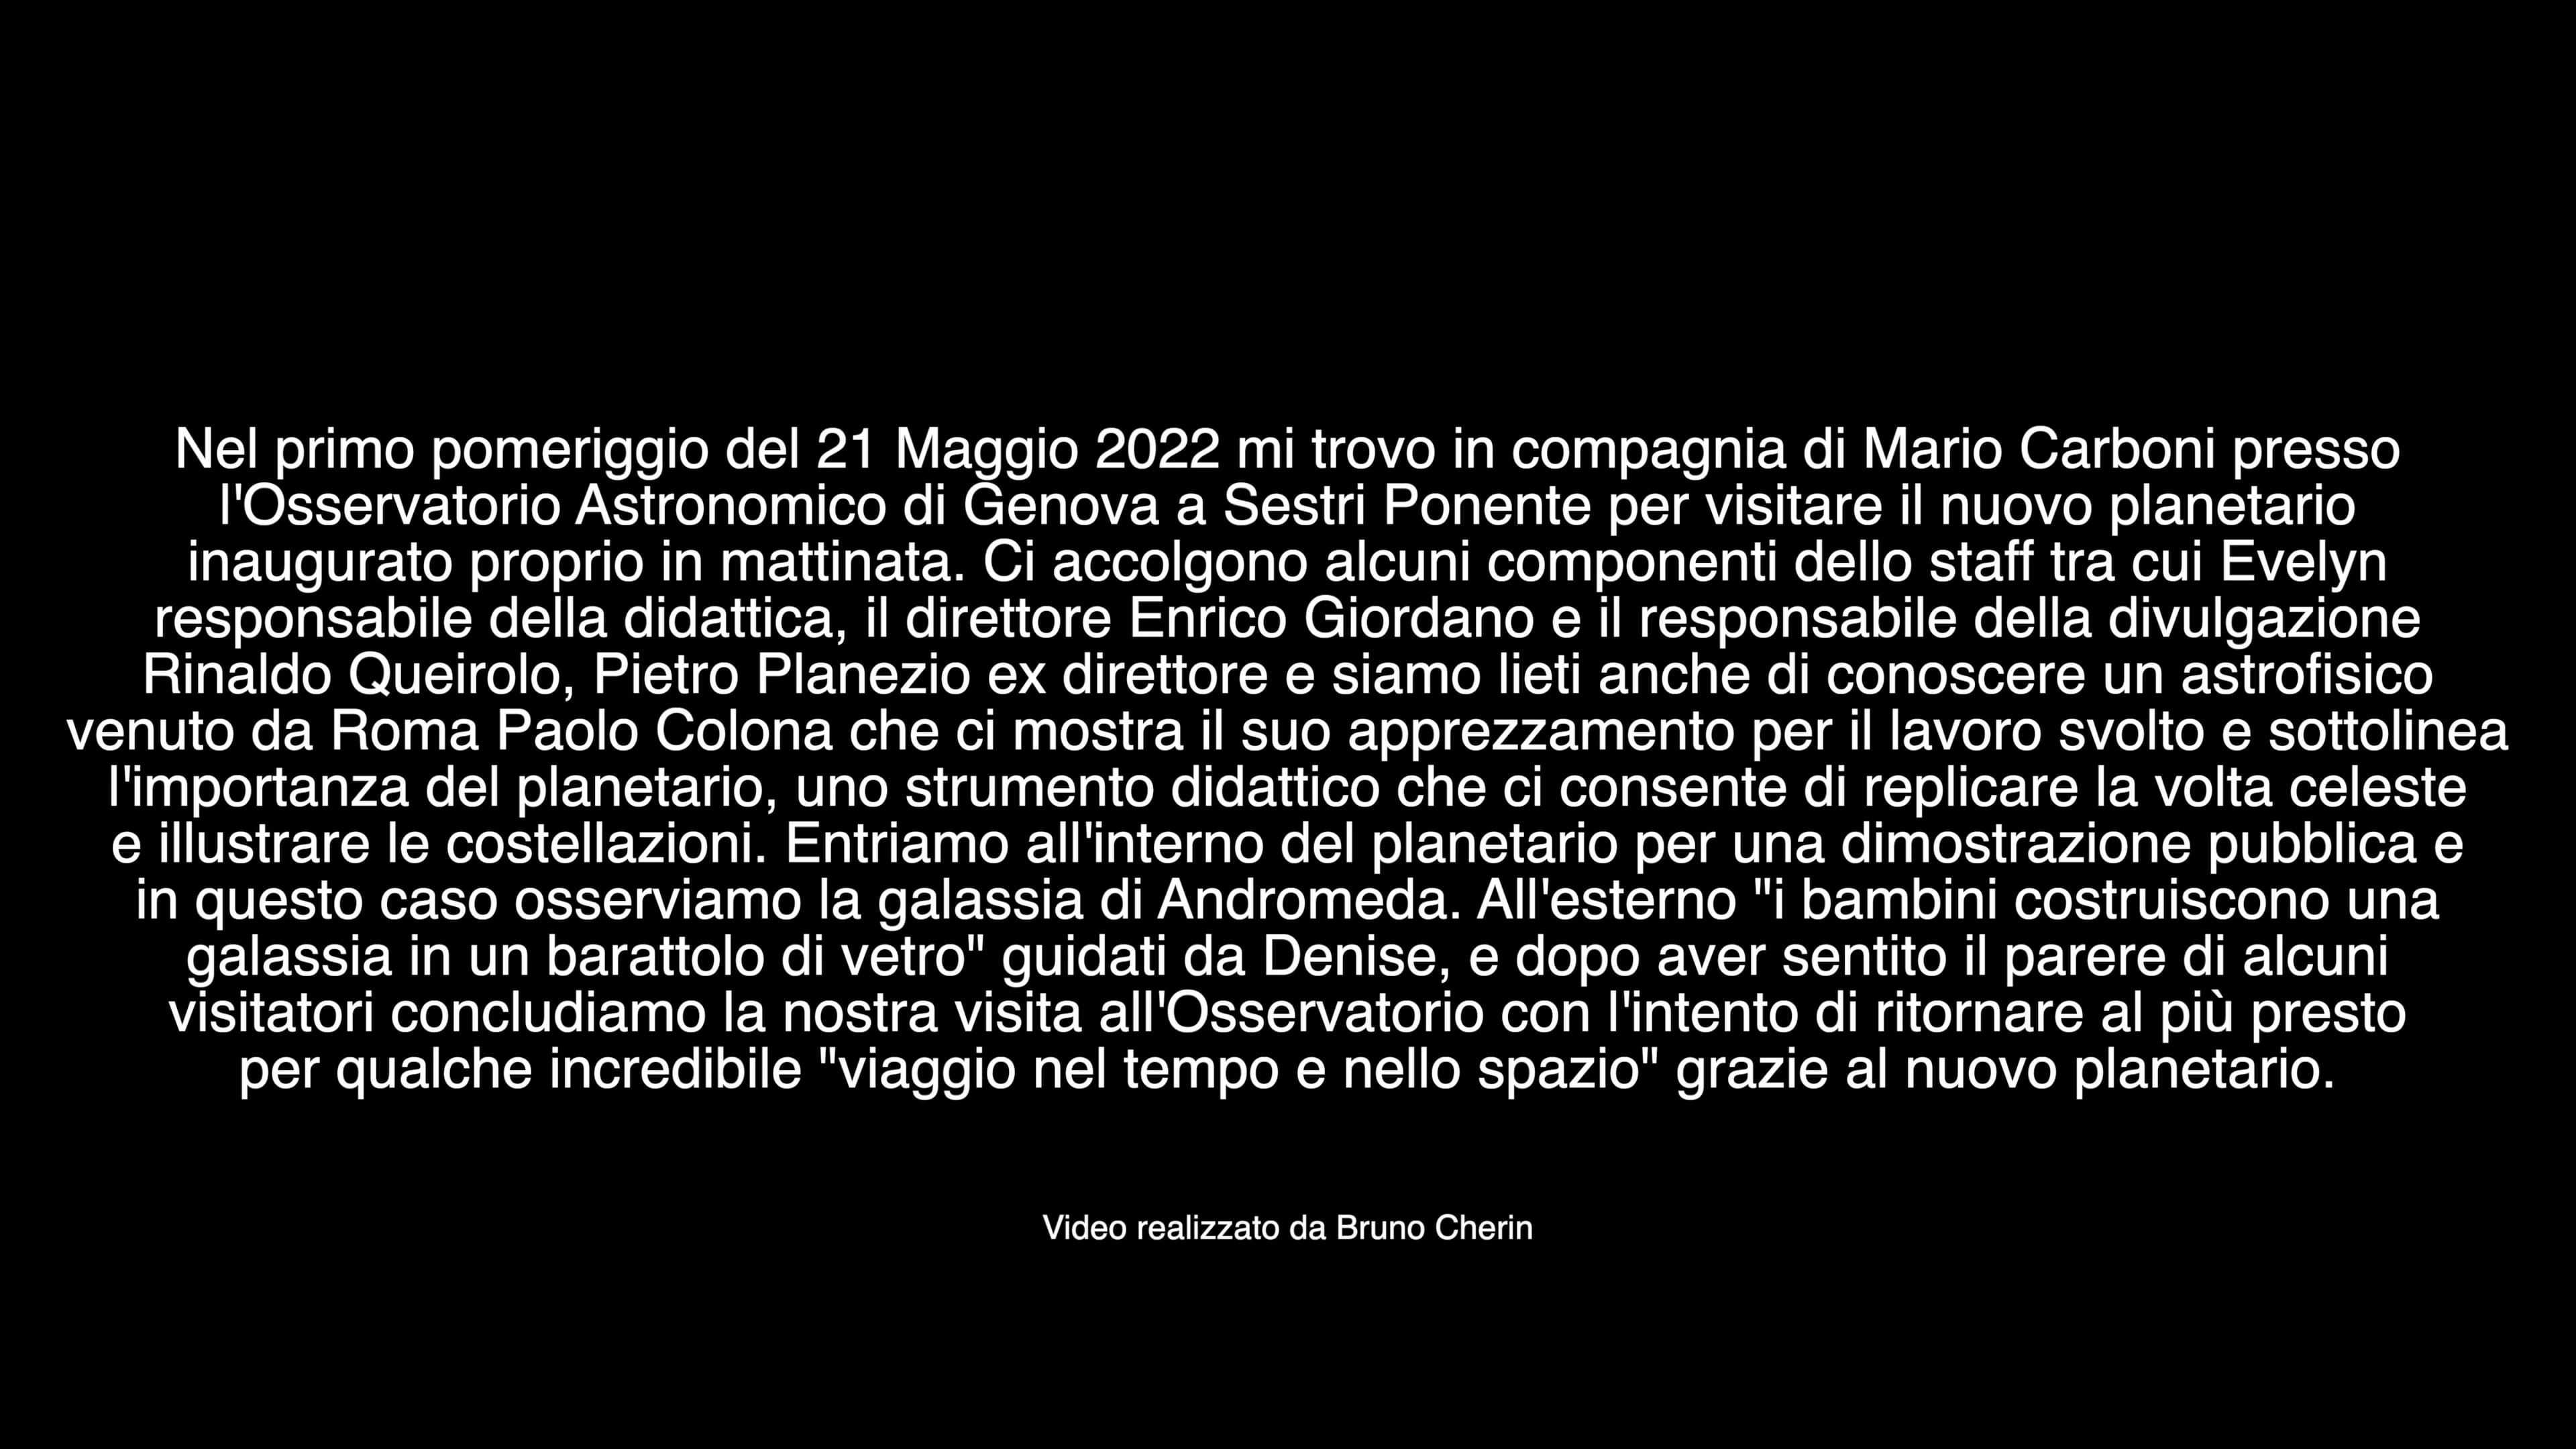 Nel primo pomeriggio del 21 Maggio 2022 mi trovo in compagnia di Mario Carboni presso
l'Osservatorio Astronomico di Genova a Sestri Ponente per visitare il nuovo planetario
inaugurato proprio in mattinata. Ci accolgono alcuni componenti dello staff tra cui Evelyn
responsabile della didattica, il direttore Enrico Giordano e il responsabile della divulgazione
Rinaldo Queirolo, Pietro Planezio ex direttore e siamo lieti anche di conoscere un astrofisico
venuto da Roma Paolo Colona che ci mostra il suo apprezzamento per il lavoro svolto e sottolinea
l'importanza del planetario, uno strumento didattico che ci consente di replicare la volta celeste
e illustrare le costellazioni. Entriamo all'interno del planetario per una dimostrazione pubblica e
in questo caso osserviamo la galassia di Andromeda. All'esterno "i bambini costruiscono una
galassia in un barattolo di vetro" guidati da Denise, e dopo aver sentito il parere di alcuni
visitatori concludiamo la nostra visita all'Osservatorio con l'intento di ritornare al più presto
per qualche incredibile "viaggio nel tempo e nello spazio" grazie al nuovo planetario.
Video realizzato da Bruno Cherin